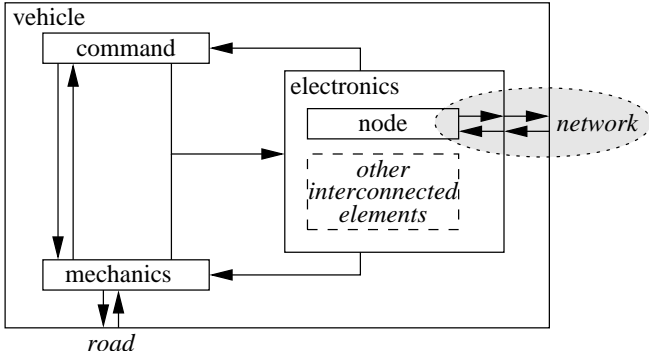 vehicle
command
electronics
node
network
other
interconnected
elements
mechanics
road